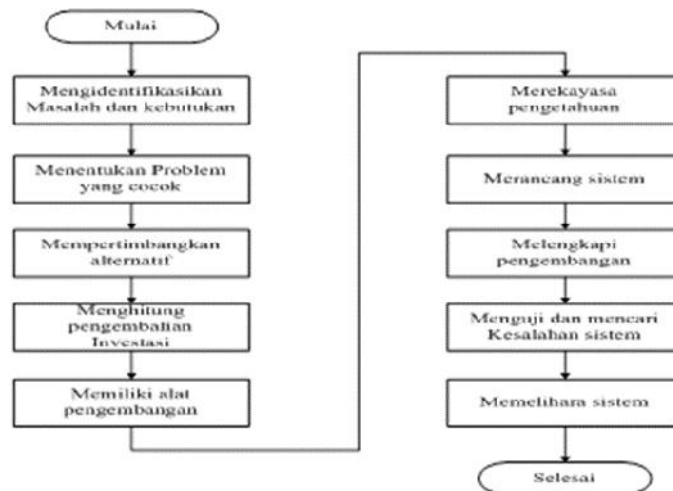 Mulai
Mengidentifikasikan
Masalah dan kebutukan
Menentukan Problem
yang cocok
Mempertimbangkan
alternatif
Menghitung
pengembalian
Investasi
Memiliki alat
pengembangan
Merekayasa
pengetahuan
Merancang sistem
Melengkapi
pengembangan
Menguji dan mencari
Kesalahan sistem
Memelihara sistem
Selesai